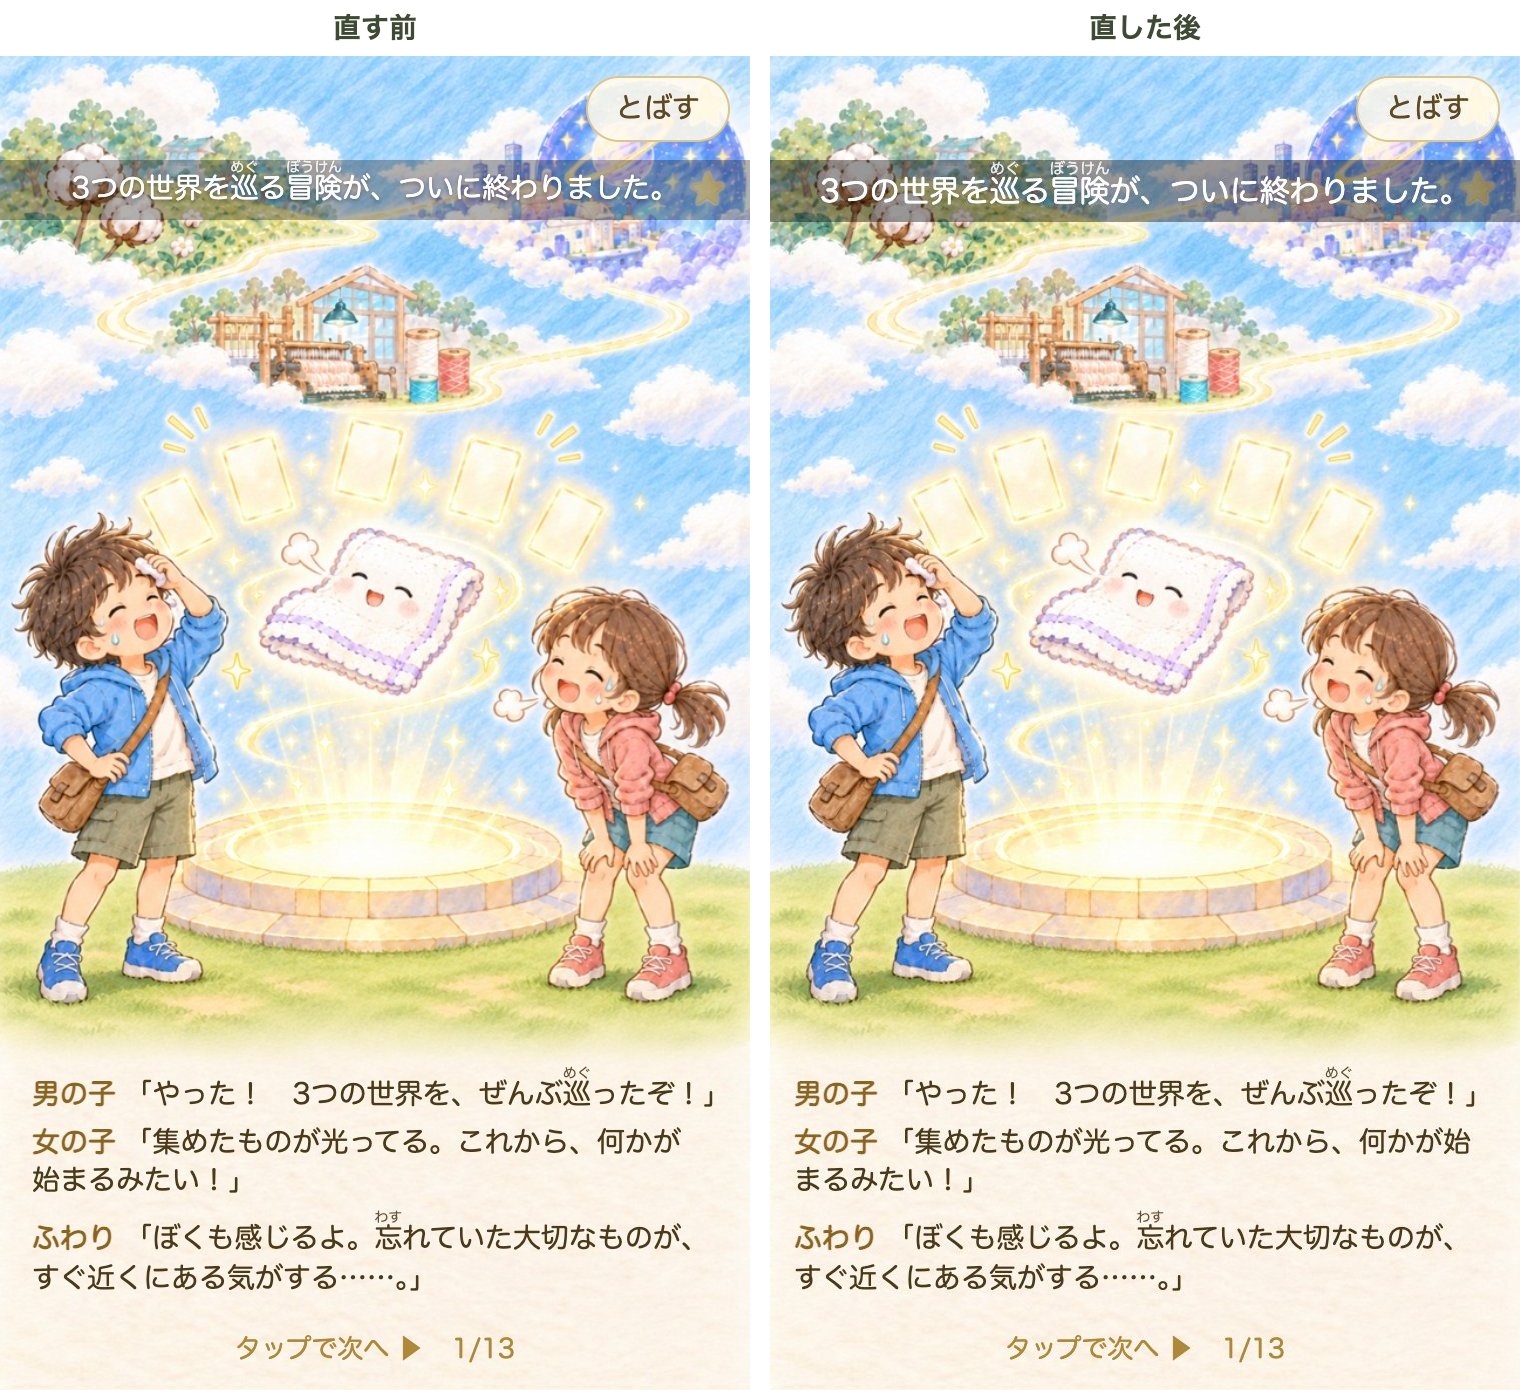 直す前
とばす
3つの世界を巡る冒険が、ついに終わりました。
めぐ ぼうけん
男の子 「やった！　3つの世界を、ぜんぶ巡ったぞ！」
めぐ
女の子 「集めたものが光ってる。これから、何かが
始まるみたい！」
ふわり 「ぼくも感じるよ。忘れていた大切なものが、
わす
すぐ近くにある気がする……。」
タップで次へ ▶ 1/13
直した後
とばす
3つの世界を巡る冒険が、ついに終わりました。
めぐ ぼうけん
男の子 「やった！　3つの世界を、ぜんぶ巡ったぞ！」
めぐ
女の子 「集めたものが光ってる。これから、何かが始
まるみたい！」
ふわり 「ぼくも感じるよ。忘れていた大切なものが、
わす
すぐ近くにある気がする……。」
タップで次へ ▶ 1/13